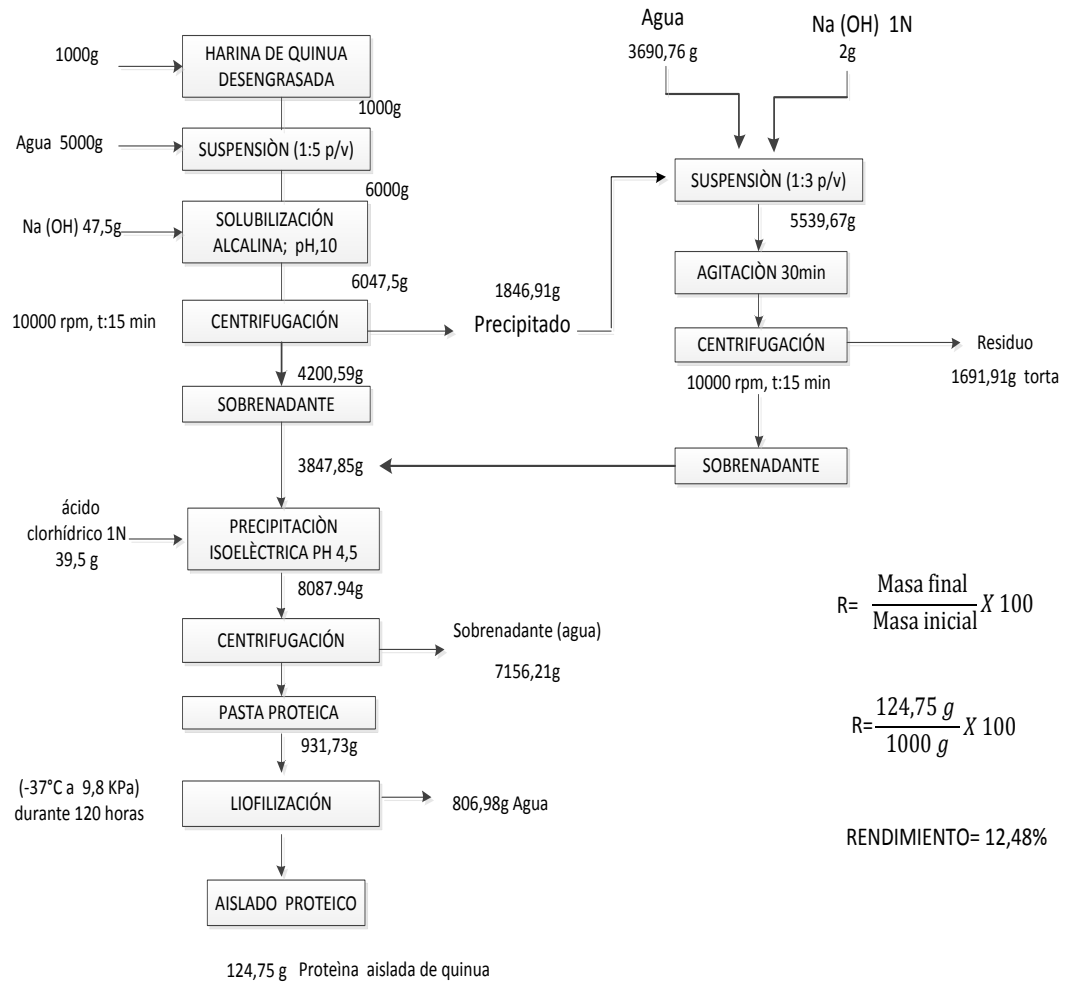 1000g
HARINA DE QUINUA
DESENGRASADA
1000g
Agua 5000g
SUSPENSIÒN (1:5 p/v)
6000g
Na (OH) 47,5g
SOLUBILIZACIÓN
ALCALINA; pH,10
6047,5g
10000 rpm, t:15 min
CENTRIFUGACIÓN
1846,91g
Precipitado
4200,59g
SOBRENADANTE
3847,85g
ácido
clorhídrico 1N
39,5 g
PRECIPITACIÒN
ISOELÈCTRICA PH 4,5
8087.94g
CENTRIFUGACIÓN
Sobrenadante (agua)
7156,21g
PASTA PROTEICA
931,73g
(-37°C a 9,8 KPa)
durante 120 horas
LIOFILIZACIÓN
806,98g Agua
AISLADO PROTEICO
124,75 g Proteìna aislada de quinua
Agua
3690,76 g
Na (OH) 1N
2g
SUSPENSIÒN (1:3 p/v)
5539,67g
AGITACIÒN 30min
CENTRIFUGACIÓN
10000 rpm, t:15 min
Residuo
1691,91g torta
SOBRENADANTE
R= Masa final / Masa inicial X 100
R= 124,75 g / 1000 g X 100
RENDIMIENTO= 12,48%